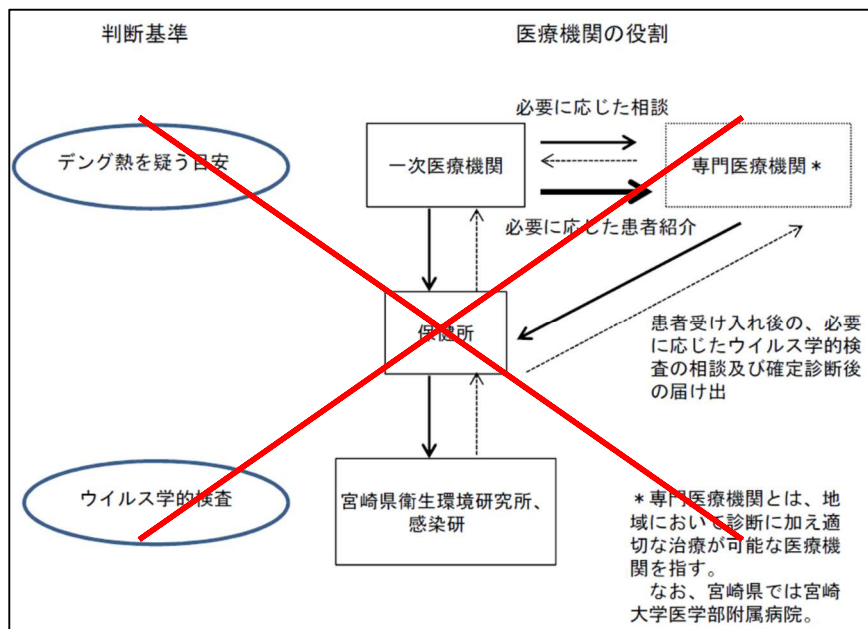 判断基準
医療機関の役割
必要に応じた相談
デング熱を疑う目安
一次医療機関
専門医療機関＊
必要に応じた患者紹介
保健所
患者受け入れ後の、必要
に応じたウイルス学的検
査の相談及び確定診断後
の届け出
ウイルス学的検査
宮崎県衛生環境研究所、
感染研
＊専門医療機関とは、地
域において診断に加え適
切な治療が可能な医療機
関を指す。
なお、宮崎県では宮崎
大学医学部附属病院。